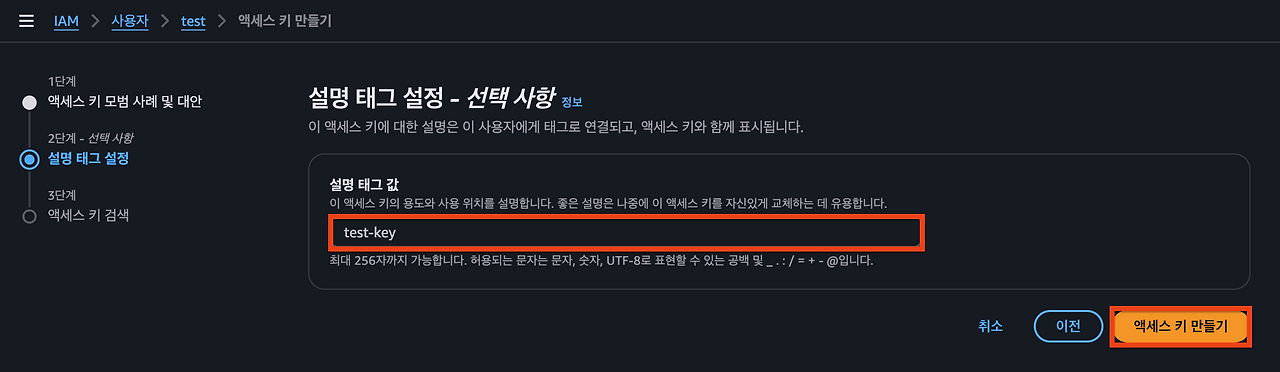 IAM > 사용자 > test > 액세스 키 만들기
1단계
액세스 키 모범 사례 및 대안
2단계 - 선택 사항
설명 태그 설정
3단계
액세스 키 검색
설명 태그 설정 - 선택 사항 정보
이 액세스 키에 대한 설명은 이 사용자에게 태그로 연결되고, 액세스 키와 함께 표시됩니다.
설명 태그 값
이 액세스 키의 용도와 사용 위치를 설명합니다. 좋은 설명은 나중에 이 액세스 키를 자신있게 교체하는 데 유용합니다.
test-key
최대 256자까지 가능합니다. 허용되는 문자는 문자, 숫자, UTF-8로 표현할 수 있는 공백 및 _ . : / = + - @입니다.
취소 이전 액세스 키 만들기